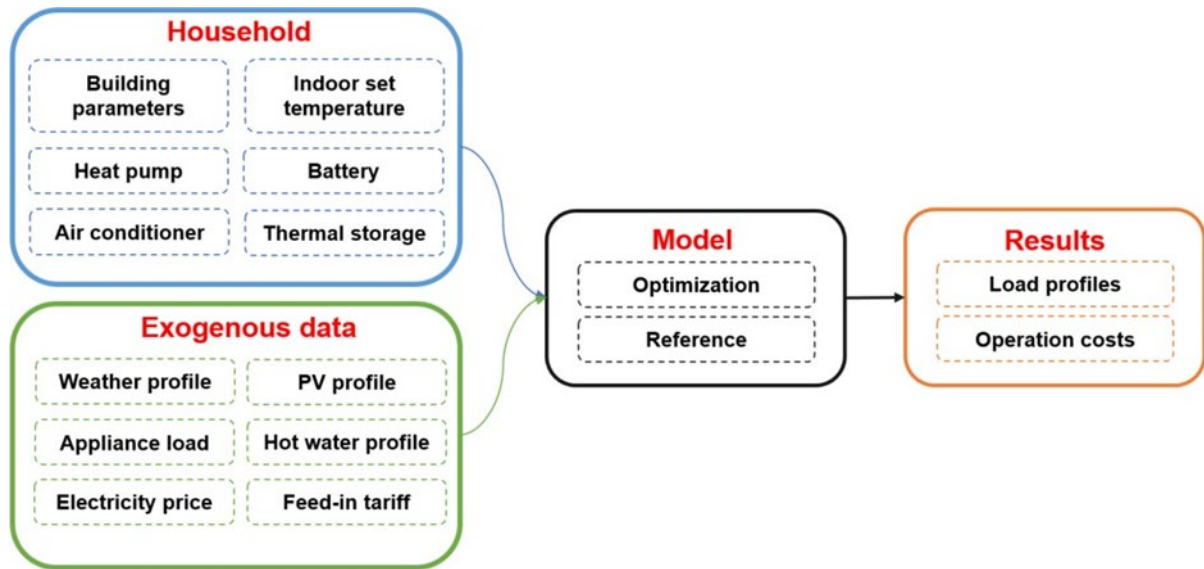 Household
Building
parameters
Indoor set
temperature
Heat pump
Battery
Air conditioner
Thermal storage
Exogenous data
Weather profile
PV profile
Appliance load
Hot water profile
Electricity price
Feed-in tariff
Model
Optimization
Reference
Results
Load profiles
Operation costs